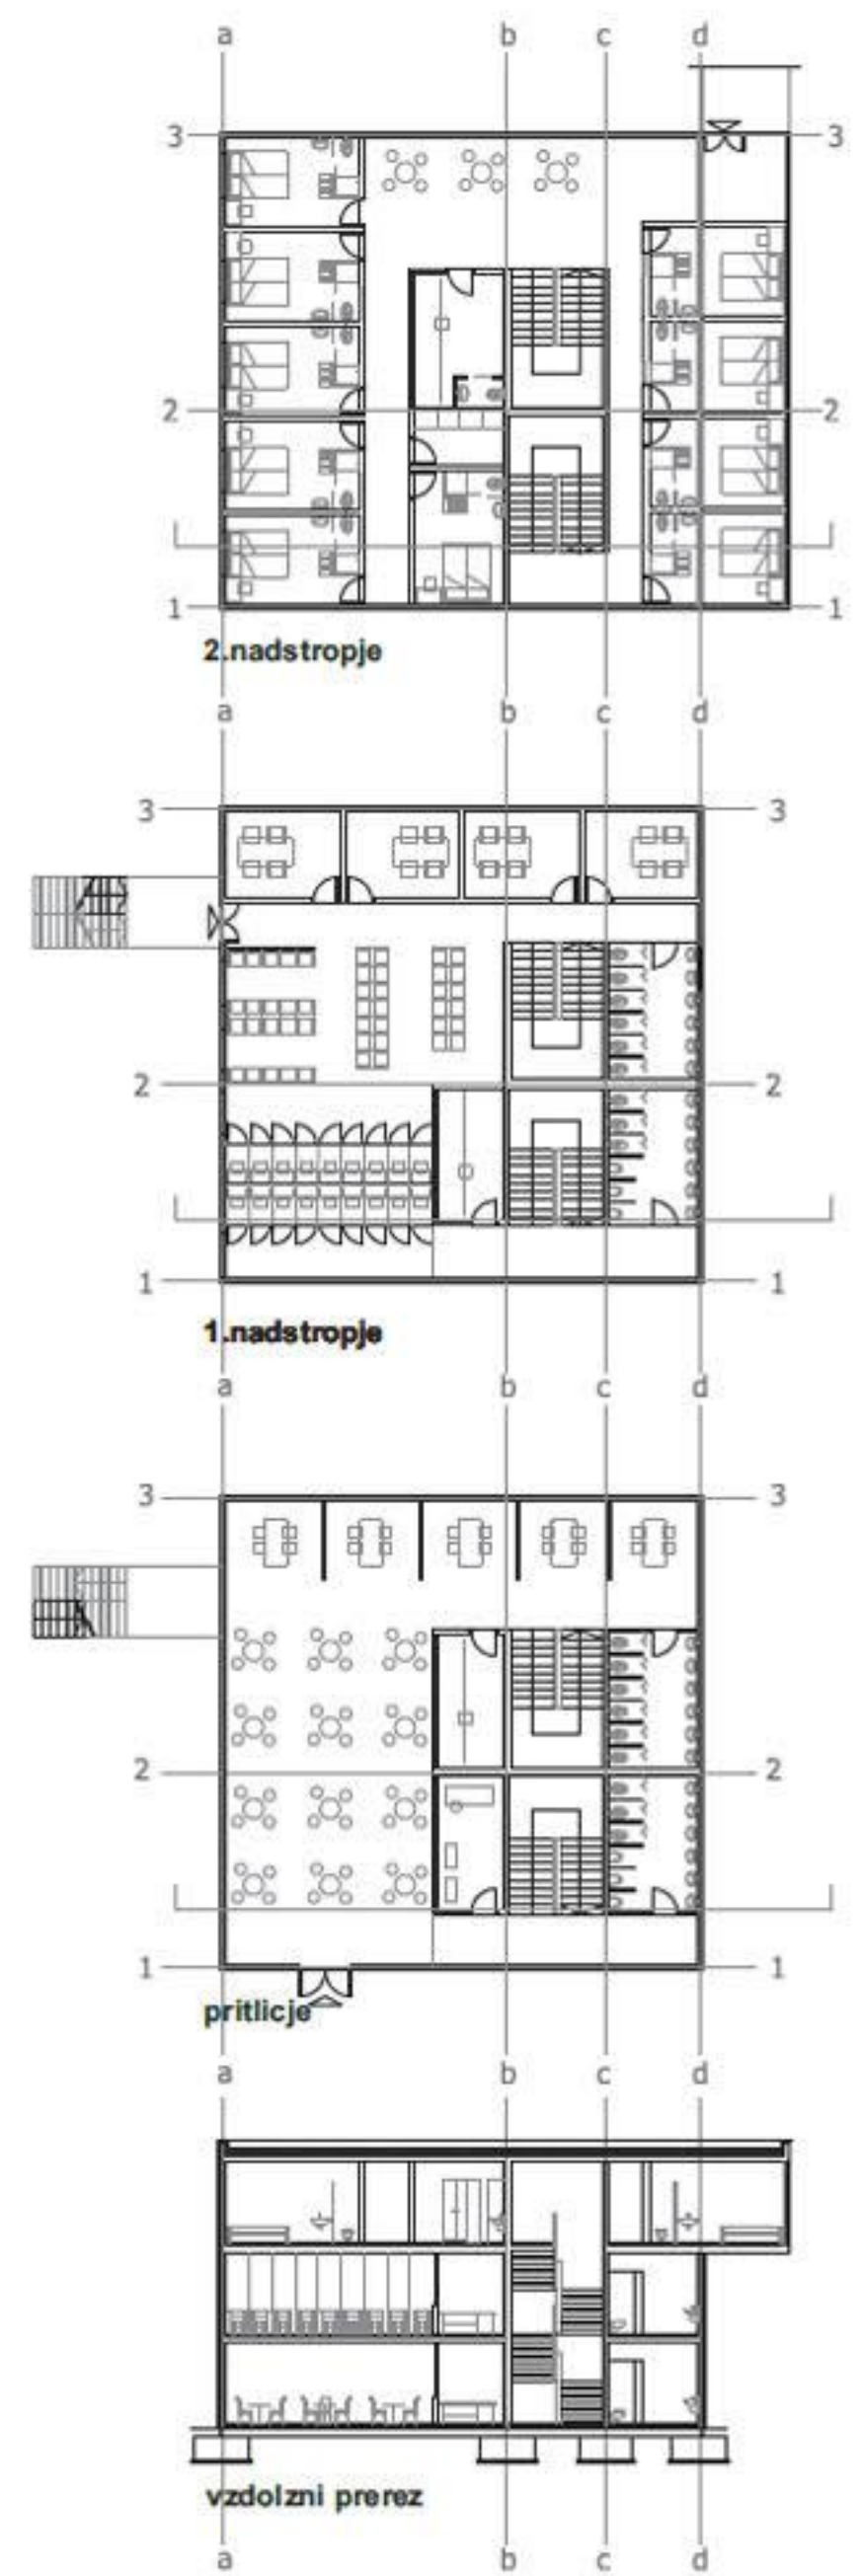 a b c d
3 3
2 2
1 1
2.nadstropje
a b c d
3 3
2 2
1 1
1.nadstropje
a b c d
3 3
2 2
1 1
pritlicje
a b c d
vzdolzni prerez
a b c d